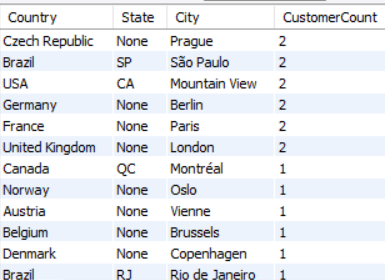 Country State City CustomerCount
Czech Republic None Prague 2
Brazil SP São Paulo 2
USA CA Mountain View 2
Germany None Berlin 2
France None Paris 2
United Kingdom None London 2
Canada QC Montréal 1
Norway None Oslo 1
Austria None Vienne 1
Belgium None Brussels 1
Denmark None Copenhagen 1
Brazil RJ Rio de Janeiro 1